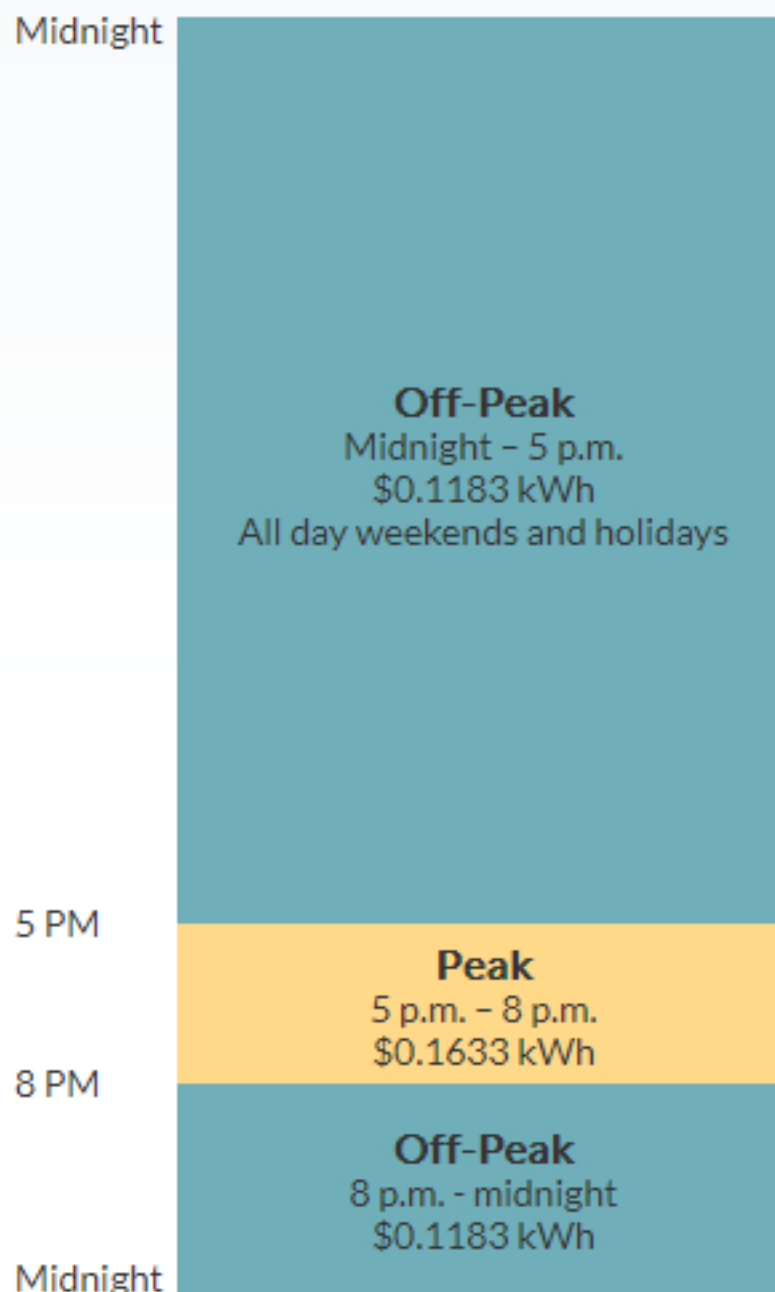 Midnight
Off-Peak
Midnight – 5 p.m.
$0.1183 kWh
All day weekends and holidays
5 PM
Peak
5 p.m. – 8 p.m.
$0.1633 kWh
8 PM
Off-Peak
8 p.m. - midnight
$0.1183 kWh
Midnight